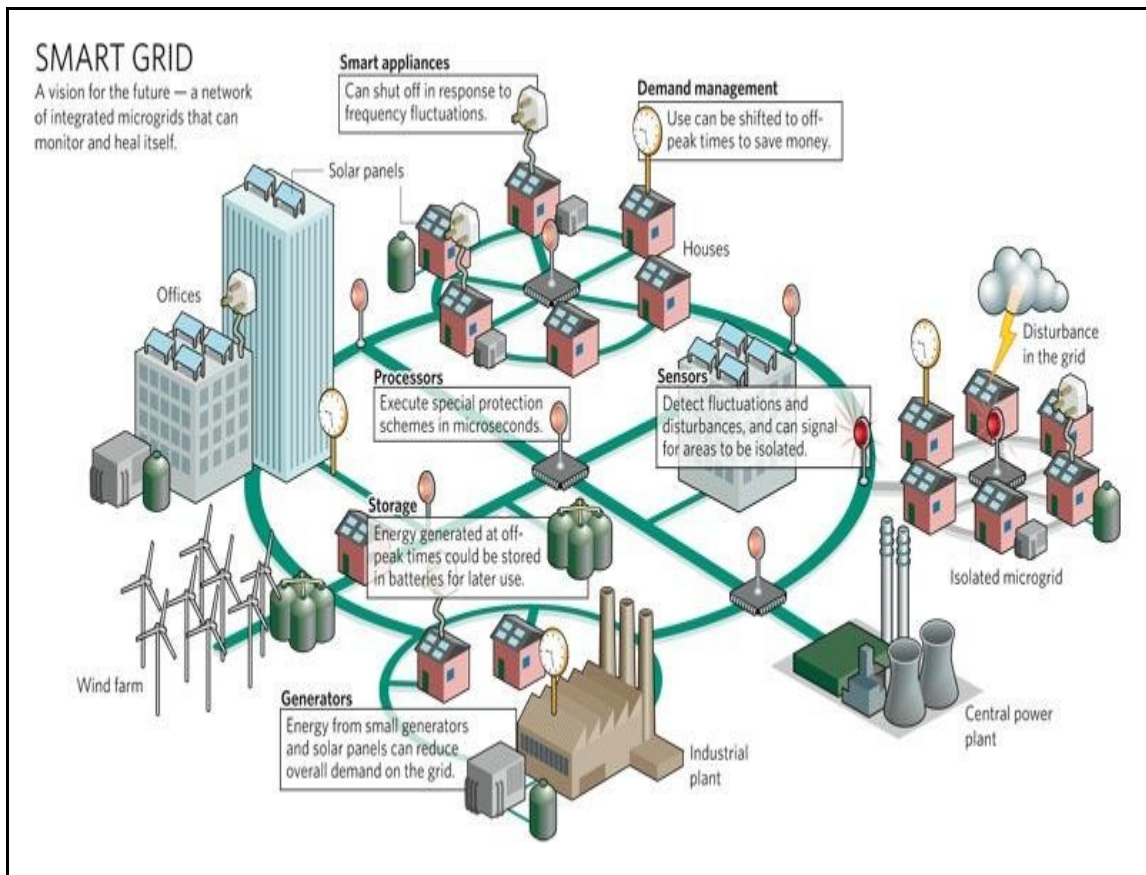 SMART GRID
A vision for the future — a network
of integrated microgrids that can
monitor and heal itself.
Smart appliances
Can shut off in response to
frequency fluctuations.
Demand management
Use can be shifted to off-
peak times to save money.
Solar panels
Houses
Offices
Disturbance
in the grid
Processors
Execute special protection
schemes in microseconds.
Sensors
Detect fluctuations and
disturbances, and can signal
for areas to be isolated.
Storage
Energy generated at off-
peak times could be stored
in batteries for later use.
Isolated microgrid
Wind farm
Generators
Energy from small generators
and solar panels can reduce
overall demand on the grid.
Industrial
plant
Central power
plant